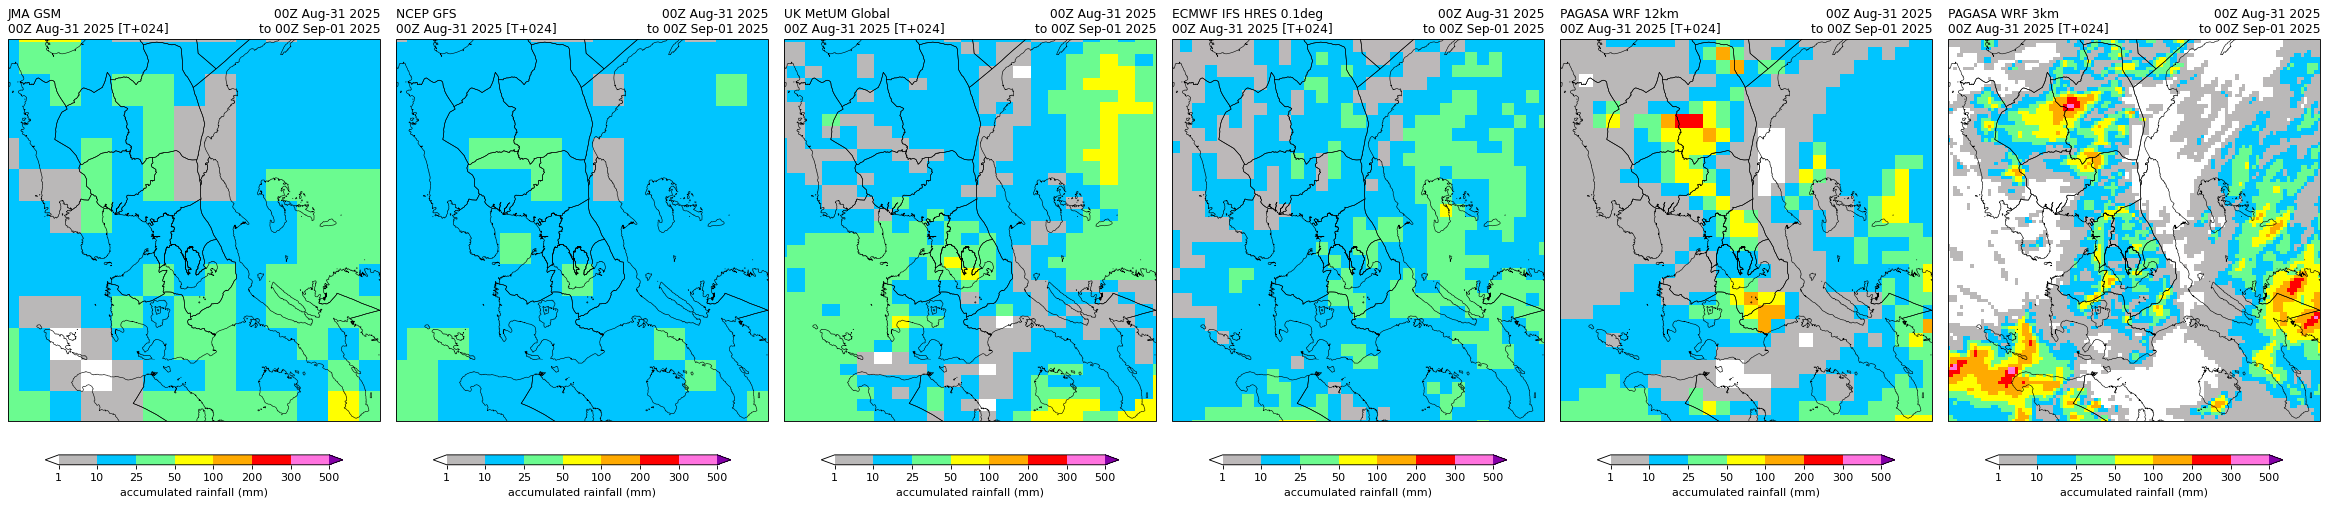 JMA GSM 00Z Aug-31 2025
00Z Aug-31 2025 [T+024] to 00Z Sep-01 2025
1 10 25 50 100 200 300 500
accumulated rainfall (mm)
NCEP GFS 00Z Aug-31 2025
00Z Aug-31 2025 [T+024] to 00Z Sep-01 2025
1 10 25 50 100 200 300 500
accumulated rainfall (mm)
UK MetUM Global 00Z Aug-31 2025
00Z Aug-31 2025 [T+024] to 00Z Sep-01 2025
1 10 25 50 100 200 300 500
accumulated rainfall (mm)
ECMWF IFS HRES 0.1deg 00Z Aug-31 2025
00Z Aug-31 2025 [T+024] to 00Z Sep-01 2025
1 10 25 50 100 200 300 500
accumulated rainfall (mm)
PAGASA WRF 12km 00Z Aug-31 2025
00Z Aug-31 2025 [T+024] to 00Z Sep-01 2025
1 10 25 50 100 200 300 500
accumulated rainfall (mm)
PAGASA WRF 3km 00Z Aug-31 2025
00Z Aug-31 2025 [T+024] to 00Z Sep-01 2025
1 10 25 50 100 200 300 500
accumulated rainfall (mm)